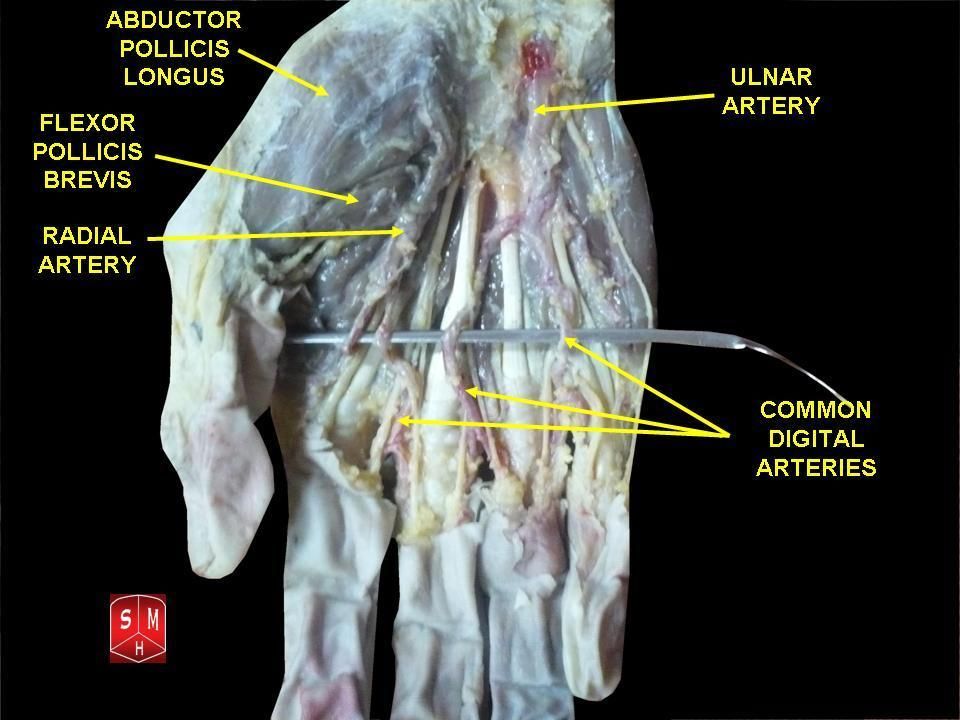 ABDUCTOR
POLLICIS
LONGUS
FLEXOR
POLLICIS
BREVIS
RADIAL
ARTERY
ULNAR
ARTERY
COMMON
DIGITAL
ARTERIES
S M
H